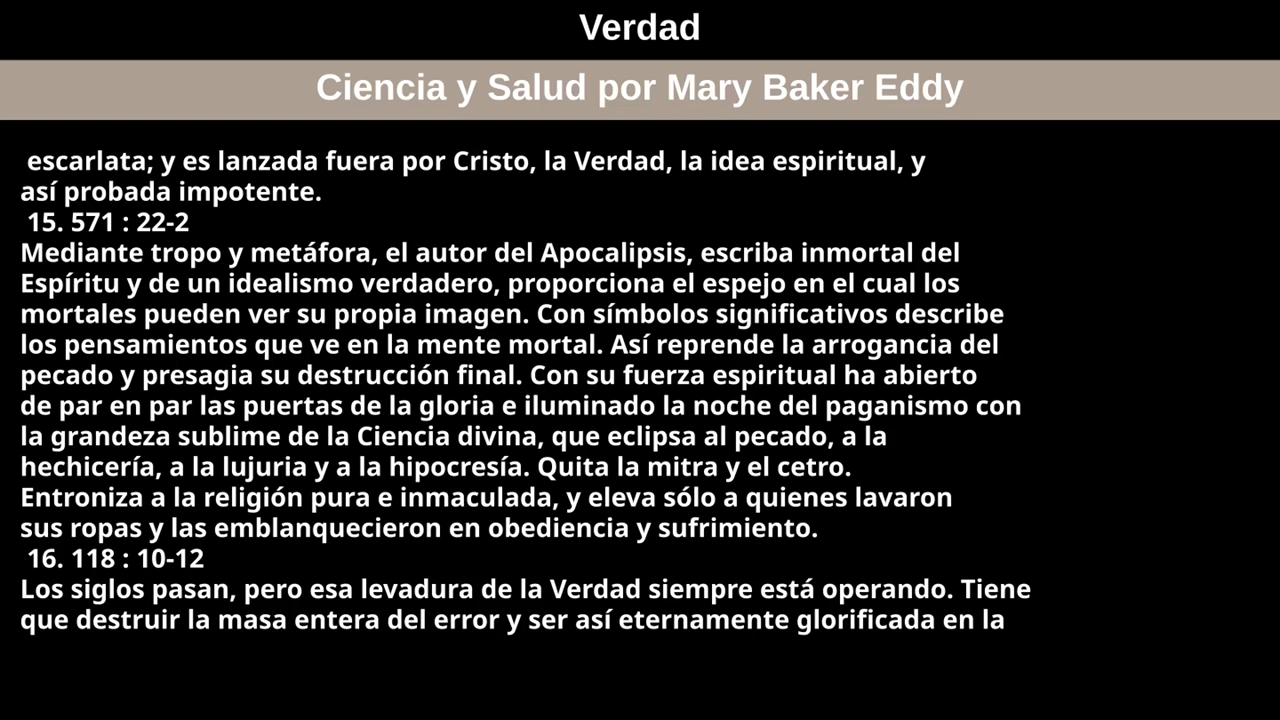 Verdad
Ciencia y Salud por Mary Baker Eddy
escarlata; y es lanzada fuera por Cristo, la Verdad, la idea espiritual, y
así probada impotente.
15. 571 : 22-2
Mediante tropo y metáfora, el autor del Apocalipsis, escriba inmortal del
Espíritu y de un idealismo verdadero, proporciona el espejo en el cual los
mortales pueden ver su propia imagen. Con símbolos significativos describe
los pensamientos que ve en la mente mortal. Así reprende la arrogancia del
pecado y presagia su destrucción final. Con su fuerza espiritual ha abierto
de par en par las puertas de la gloria e iluminado la noche del paganismo con
la grandeza sublime de la Ciencia divina, que eclipsa al pecado, a la
hechicería, a la lujuria y a la hipocresía. Quita la mitra y el cetro.
Entroniza a la religión pura e inmaculada, y eleva sólo a quienes lavaron
sus ropas y las emblanquecieron en obediencia y sufrimiento.
16. 118 : 10-12
Los siglos pasan, pero esa levadura de la Verdad siempre está operando. Tiene
que destruir la masa entera del error y ser así eternamente glorificada en la